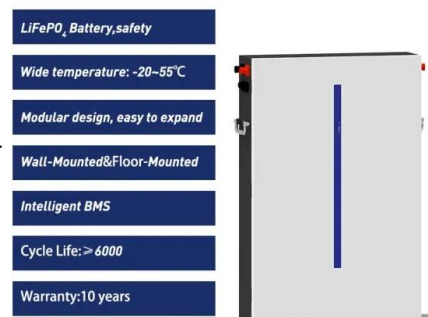 LiFePO₄ Battery,safety
Wide temperature: -20~55℃
Modular design, easy to expand
Wall-Mounted&Floor-Mounted
Intelligent BMS
Cycle Life:≥6000
Warranty:10 years